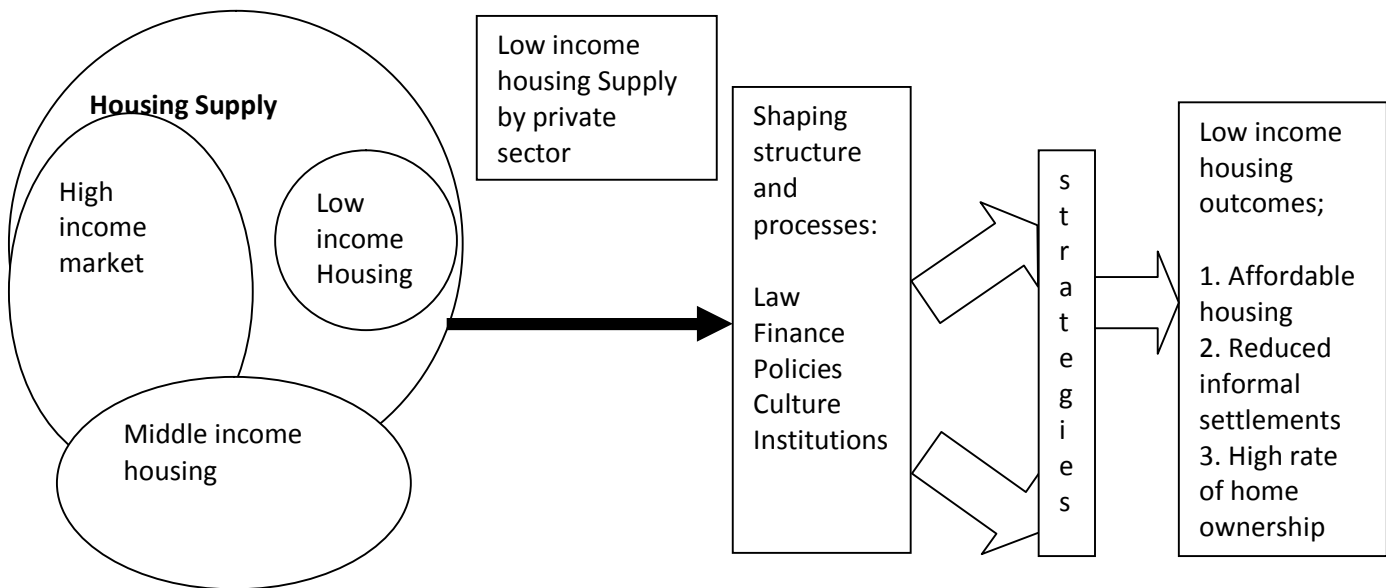 Housing Supply
High
income
market
Low
income
Housing
Middle income
housing
Low income
housing Supply
by private
sector
Shaping
structure
and
processes:
Law
Finance
Policies
Culture
Institutions
s
t
r
a
t
e
g
i
e
s
Low income
housing
outcomes;
1. Affordable
housing
2. Reduced
informal
settlements
3. High rate
of home
ownership